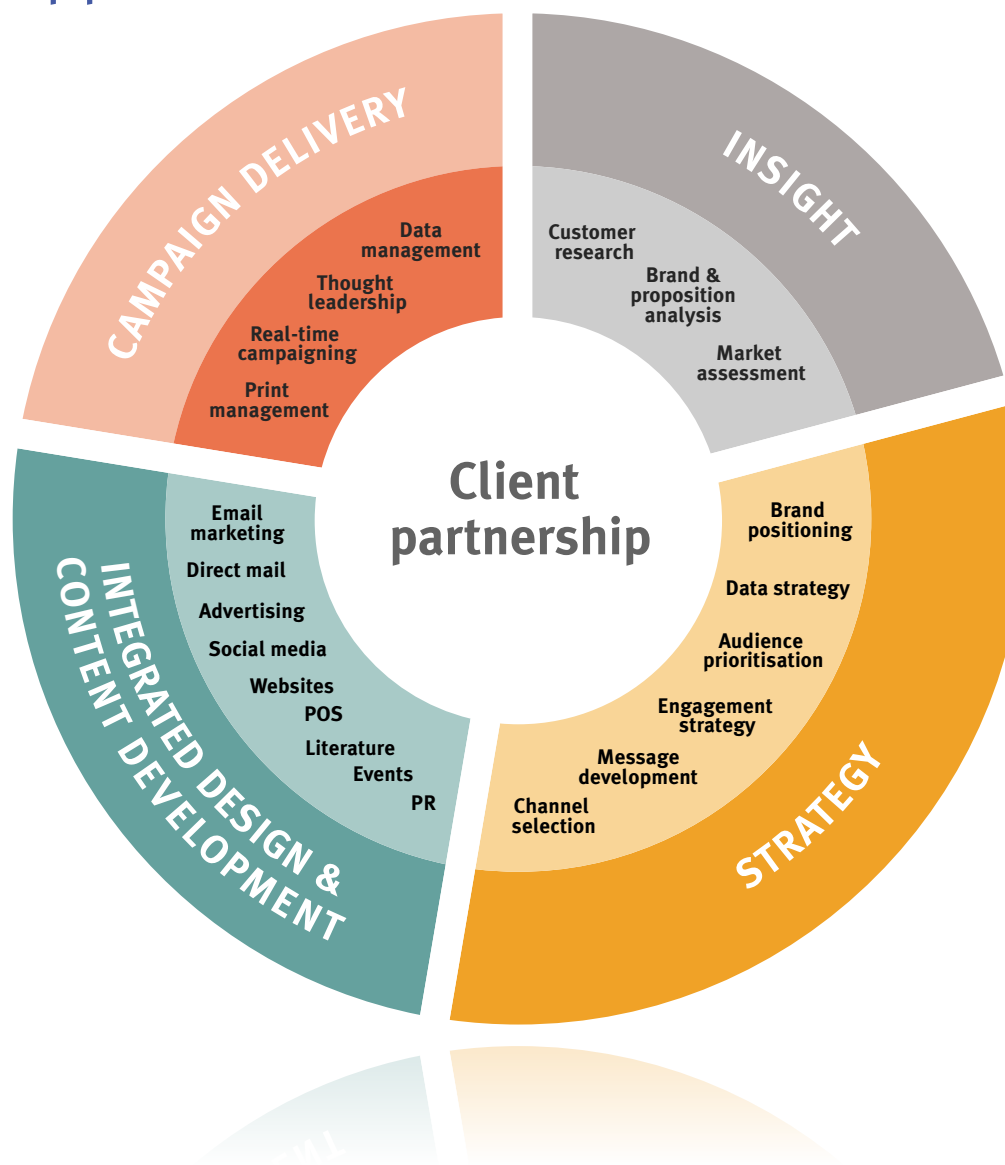 CAMPAIGN DELIVERY
Data
management
Thought
leadership
Real-time
campaigning
Print
management
INSIGHT
Customer
research
Brand &
proposition
analysis
Market
assessment
Client
partnership
STRATEGY
Brand
positioning
Data strategy
Audience
prioritisation
Engagement
strategy
Message
development
Channel
selection
INTEGRATED DESIGN &
CONTENT DEVELOPMENT
Email
marketing
Direct mail
Advertising
Social media
Websites
POS
Literature
Events
PR